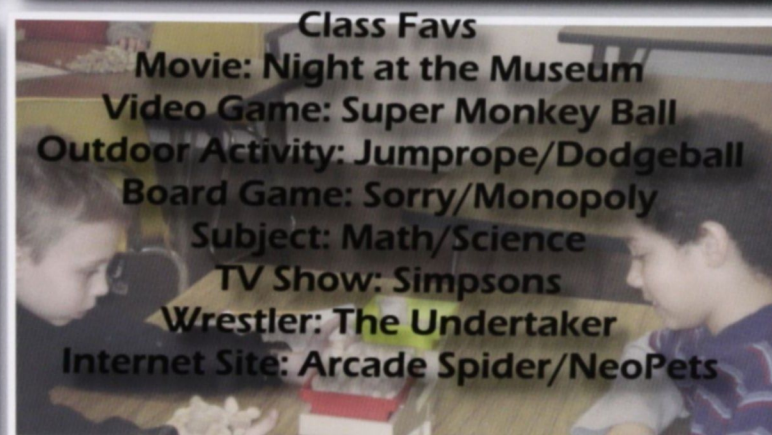 Class Favs
Movie: Night at the Museum
Video Game: Super Monkey Ball
Outdoor Activity: Jumprope/Dodgeball
Board Game: Sorry/Monopoly
Subject: Math/Science
TV Show: Simpsons
Wrestler: The Undertaker
Internet Site: Arcade Spider/NeoPets